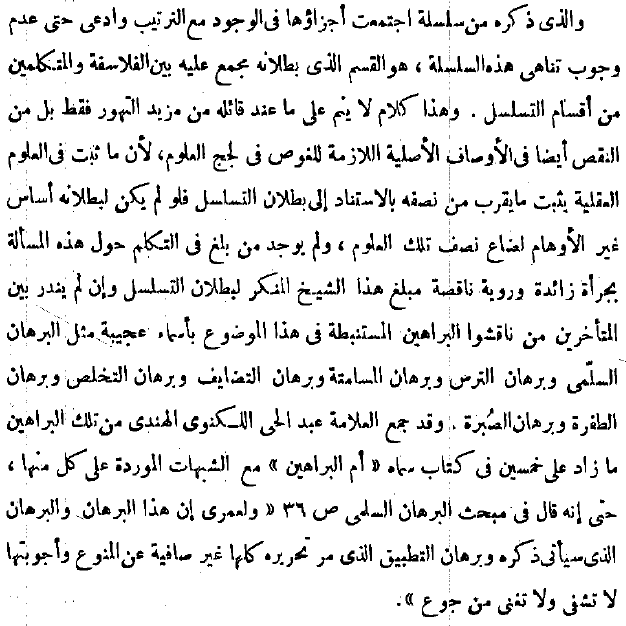 والذى ذكره من سلسلة اجتمعت أجزاؤها فى الوجود مع الترتيب وادعى حتى عدم
وجوب تناهى هذه السلسلة ، هو القسم الذى بطلانه مجمع عليه بين الفلاسفة والمتكلمين
من أقسام التسلسل . وهذا كلام لا ينم على ما عند قائله من مزيد التهور فقط بل من
النقص أيضا فى الأوصاف الأصلية اللازمة للغوص فى لجج العلوم، لأن ما ثبت فى العلوم
العقلية يثبت مايقرب من نصفه بالاستناد إلى بطلان التسلسل فلو لم يكن لبطلانه أساس
غير الأوهام لضاع نصف تلك العلوم ، ولم يوجد من بلغ فى التكلم حول هذه المسألة
بجرأة زائدة وروية ناقصة مبلغ هذا الشيخ المنكر لبطلان التسلسل وإن لم يندر بين
المتأخرين من ناقشوا البراهين المستنبطة فى هذا الموضوع بأسماء عجيبة مثل البرهان
السلّمى وبرهان الترس وبرهان المسامتة وبرهان التضايف وبرهان التخلص وبرهان
الطفرة وبرهان الصُبرة . وقد جمع العلامة عبد الحى اللكنوى الهندى من تلك البراهين
ما زاد على خمسين فى كتاب سماه « أم البراهين » مع الشبهات الموردة على كل منها ،
حتى إنه قال فى مبحث البرهان السلمى ص ٣٦ « ولعمرى إن هذا البرهان والبرهان
الذى سيأتى ذكره وبرهان التطبيق الذى مر تحريره كلها غير صافية عن المنوع وأجوبتها
لا تشفى ولا تغنى من جوع » .